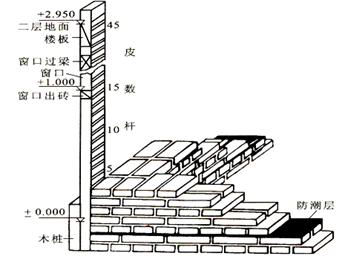 +2.950
二层地面
楼板
窗口过梁
窗口
+1.000
窗口出砖
± 0.000
木桩
45
皮
15 数
10 杆
5
防潮层